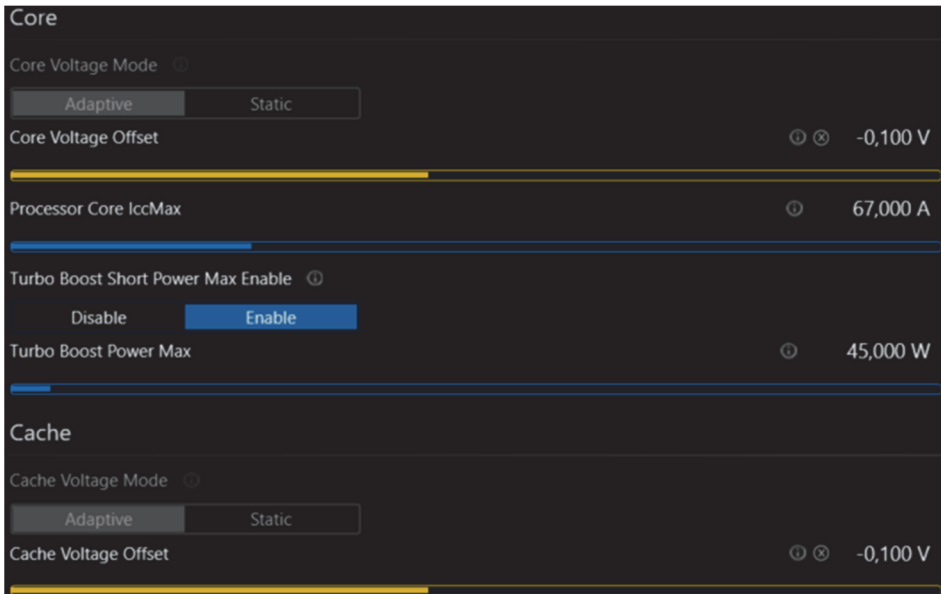 Core
Core Voltage Mode
Adaptive Static
Core Voltage Offset -0,100 V
Processor Core IccMax 67,000 A
Turbo Boost Short Power Max Enable
Disable Enable
Turbo Boost Power Max 45,000 W
Cache
Cache Voltage Mode
Adaptive Static
Cache Voltage Offset -0,100 V